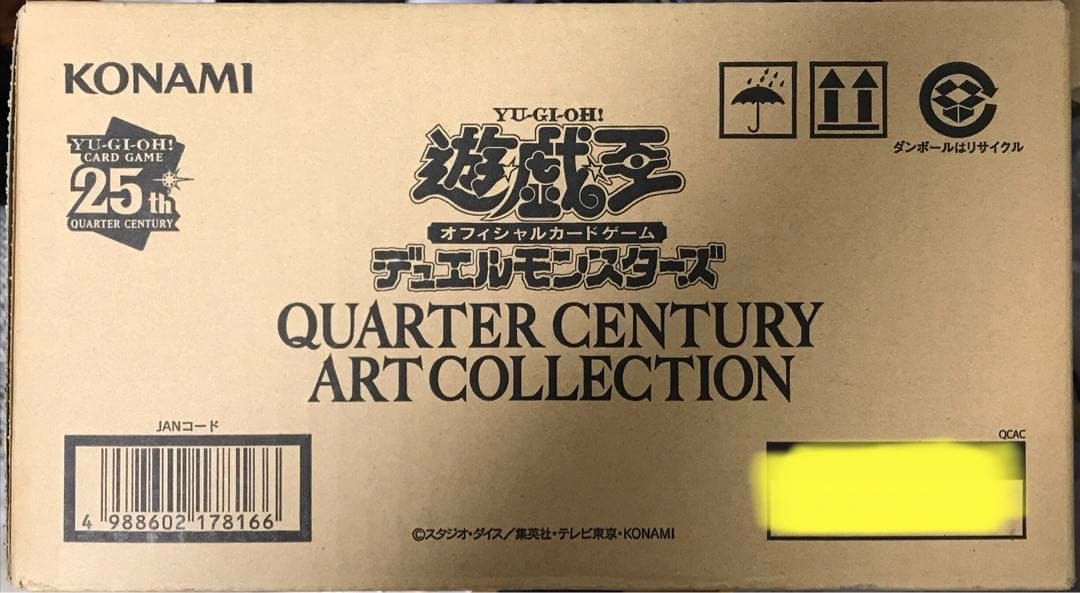 KONAMI
YU-GI-OH!
CARD GAME
25th
QUARTER CENTURY
YU-GI-OH!
遊戯王
オフィシャルカードゲーム
デュエルモンスターズ
QUARTER CENTURY
ART COLLECTION
ダンボールはリサイクル
JANコード
4 988602 178166
QCAC
©スタジオ・ダイス/集英社・テレビ東京・KONAMI